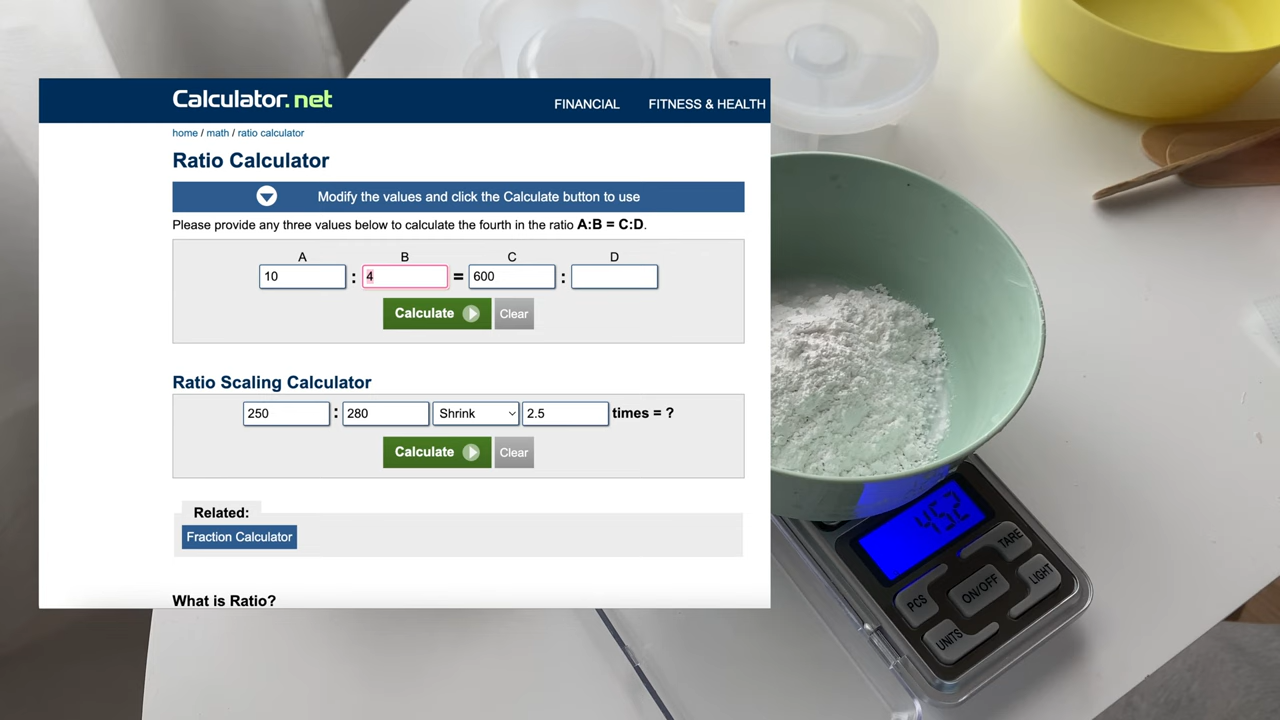 Calculator.net
FINANCIAL FITNESS & HEALTH
home / math / ratio calculator
Ratio Calculator
Modify the values and click the Calculate button to use
Please provide any three values below to calculate the fourth in the ratio A:B = C:D.
A B C D
10 : 4 = 600 :
Calculate Clear
Ratio Scaling Calculator
250 : 280 Shrink 2.5 times = ?
Calculate Clear
Related:
Fraction Calculator
What is Ratio?
452
TARE
PCS ON/OFF LIGHT
UNITS